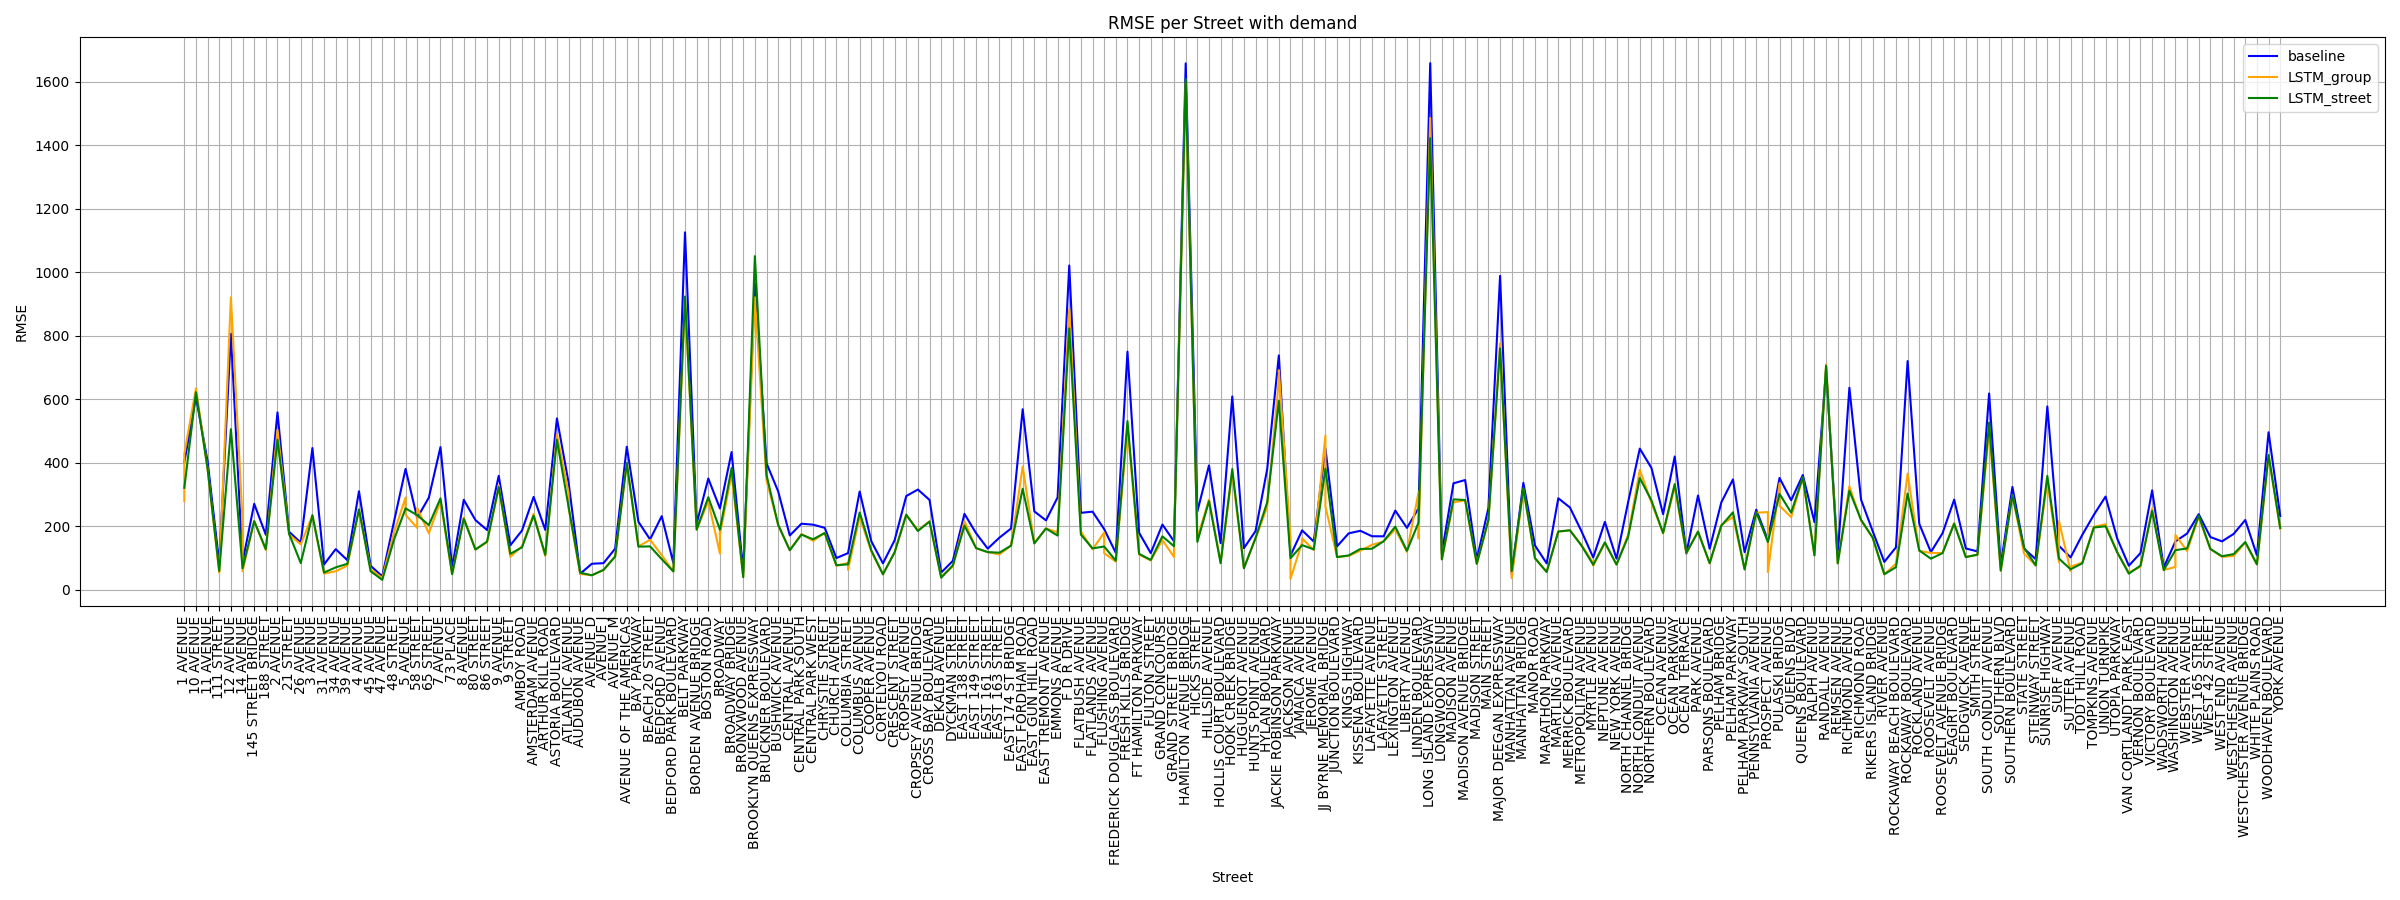 RMSE per Street with demand
baseline
LSTM_group
LSTM_street
RMSE
1600
1400
1200
1000
800
600
400
200
0
1 AVENUE
10 AVENUE
11 AVENUE
111 STREET
12 AVENUE
14 AVENUE
145 STREET BRIDGE
188 STREET
2 AVENUE
21 STREET
26 AVENUE
3 AVENUE
31 AVENUE
34 AVENUE
39 AVENUE
4 AVENUE
45 AVENUE
47 AVENUE
48 STREET
5 AVENUE
58 STREET
65 STREET
7 AVENUE
73 PLACE
8 AVENUE
80 STREET
86 STREET
9 AVENUE
9 STREET
AMBOY ROAD
AMSTERDAM AVENUE
ARTHUR KILL ROAD
ASTORIA BOULEVARD
ATLANTIC AVENUE
AUDUBON AVENUE
AVENUE D
AVENUE J
AVENUE M
AVENUE OF THE AMERICAS
BAY PARKWAY
BEACH 20 STREET
BEDFORD AVENUE
BEDFORD PARK BOULEVARD
BELT PARKWAY
BORDEN AVENUE BRIDGE
BOSTON ROAD
BROADWAY
BROADWAY BRIDGE
BRONXWOOD AVENUE
BROOKLYN QUEENS EXPRESSWAY
BRUCKNER BOULEVARD
BUSHWICK AVENUE
CENTRAL AVENUE
CENTRAL PARK SOUTH
CENTRAL PARK WEST
CHRYSTIE STREET
CHURCH AVENUE
COLUMBIA STREET
COLUMBUS AVENUE
COOPER AVENUE
CORTELYOU ROAD
CRESCENT STREET
CROPSEY AVENUE
CROPSEY AVENUE BRIDGE
CROSS BAY BOULEVARD
DEKALB AVENUE
DYCKMAN STREET
EAST 138 STREET
EAST 149 STREET
EAST 161 STREET
EAST 163 STREET
EAST 174 ST BRIDGE
EAST FORDHAM ROAD
EAST GUN HILL ROAD
EAST TREMONT AVENUE
EMMONS AVENUE
F D R DRIVE
FLATBUSH AVENUE
FLATLANDS AVENUE
FLUSHING AVENUE
FREDERICK DOUGLASS BOULEVARD
FRESH KILLS BRIDGE
FT HAMILTON PARKWAY
FULTON STREET
GRAND CONCOURSE
GRAND STREET BRIDGE
HAMILTON AVENUE BRIDGE
HICKS STREET
HILLSIDE AVENUE
HOLLIS COURT BOULEVARD
HOOK CREEK BRIDGE
HUGUENOT AVENUE
HUNTS POINT AVENUE
HYLAN BOULEVARD
JACKIE ROBINSON PARKWAY
JACKSON AVENUE
JAMAICA AVENUE
JEROME AVENUE
JJ BYRNE MEMORIAL BRIDGE
JUNCTION BOULEVARD
KINGS HIGHWAY
KISSENA BOULEVARD
LAFAYETTE AVENUE
LAFAYETTE STREET
LEXINGTON AVENUE
LIBERTY AVENUE
LINDEN BOULEVARD
LONG ISLAND EXPRESSWAY
LONGWOOD AVENUE
MADISON AVENUE
MADISON AVENUE BRIDGE
MADISON STREET
MAIN STREET
MAJOR DEEGAN EXPRESSWAY
MANHATTAN AVENUE
MANHATTAN BRIDGE
MANOR ROAD
MARATHON PARKWAY
MARTLING AVENUE
MERRICK BOULEVARD
METROPOLITAN AVENUE
MYRTLE AVENUE
NEPTUNE AVENUE
NEW YORK AVENUE
NORTH CHANNEL BRIDGE
NORTH CONDUIT AVENUE
NORTHERN BOULEVARD
OCEAN AVENUE
OCEAN PARKWAY
OCEAN TERRACE
PARK AVENUE
PARSONS BOULEVARD
PELHAM BRIDGE
PELHAM PARKWAY
PELHAM PARKWAY SOUTH
PENNSYLVANIA AVENUE
PROSPECT AVENUE
PULASKI BRIDGE
QUEENS BLVD
QUEENS BOULEVARD
RALPH AVENUE
RANDALL AVENUE
REMSEN AVENUE
RICHMOND AVENUE
RICHMOND ROAD
RIKERS ISLAND BRIDGE
RIVER AVENUE
ROCKAWAY BEACH BOULEVARD
ROCKAWAY BOULEVARD
ROCKLAND AVENUE
ROOSEVELT AVENUE
ROOSEVELT AVENUE BRIDGE
SEAGIRT BOULEVARD
SEDGWICK AVENUE
SMITH STREET
SOUTH CONDUIT AVENUE
SOUTHERN BLVD
SOUTHERN BOULEVARD
STATE STREET
STEINWAY STREET
SUNRISE HIGHWAY
SURF AVENUE
SUTTER AVENUE
TODT HILL ROAD
TOMPKINS AVENUE
UNION TURNPIKE
UTOPIA PARKWAY
VAN CORTLANDT PARK EAST
VERNON BOULEVARD
VICTORY BOULEVARD
WADSWORTH AVENUE
WASHINGTON AVENUE
WEBSTER AVENUE
WEST 165 STREET
WEST 42 STREET
WEST END AVENUE
WESTCHESTER AVENUE
WESTCHESTER AVENUE BRIDGE
WHITE PLAINS ROAD
WOODHAVEN BOULEVARD
YORK AVENUE
Street